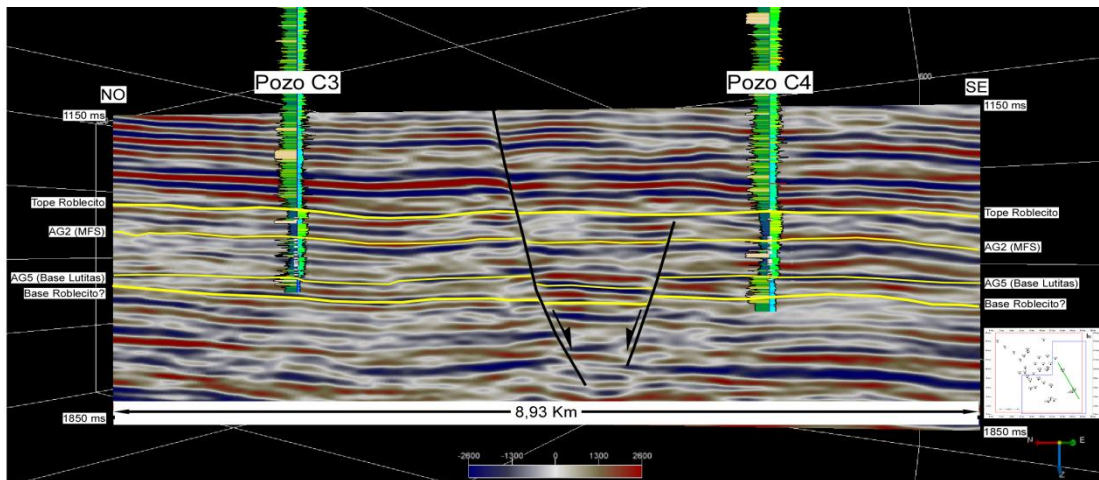 Pozo C3
Pozo C4
600
NO
SE
1150 ms
1150 ms
Tope Roblecito
Tope Roblecito
AG2 (MFS)
AG2 (MFS)
AG5 (Base Lutitas)
AG5 (Base Lutitas)
Base Roblecito?
Base Roblecito?
8,93 Km
1850 ms
1850 ms
-2600 -1300 0 1300 2600
N E
Z